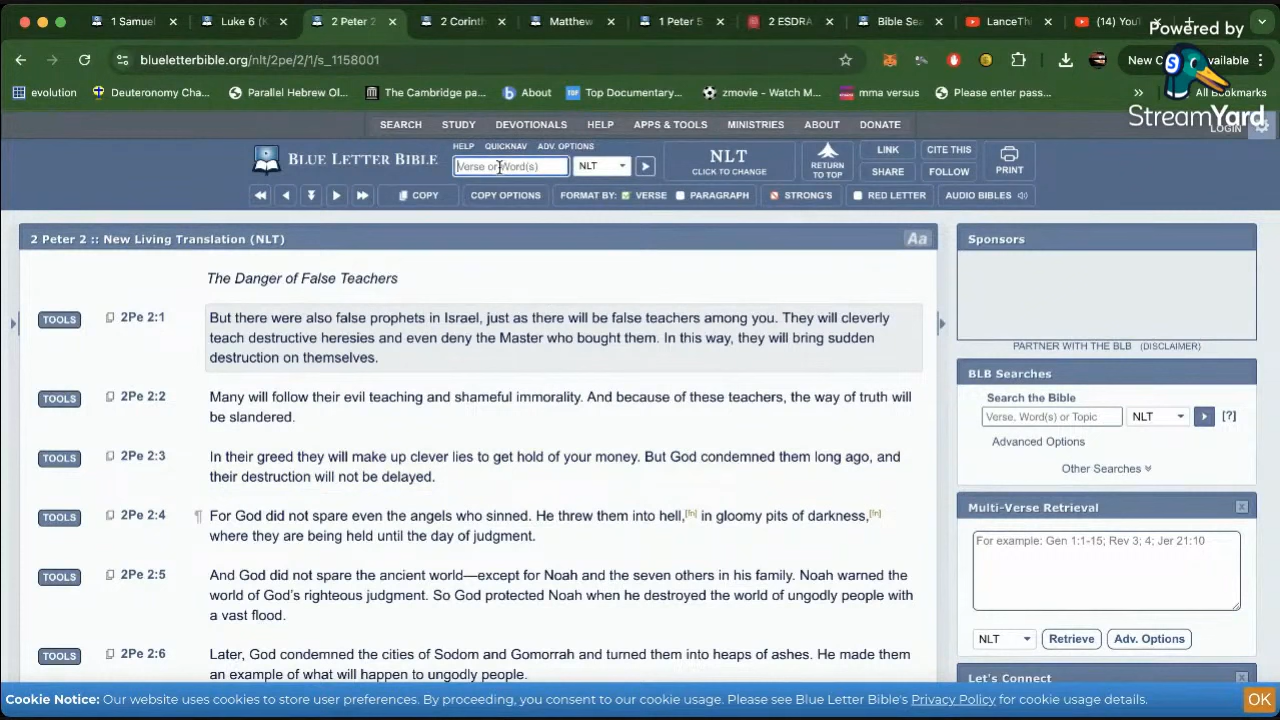 1 Samuel
Luke 6 (K
2 Peter 2
2 Corinth
Matthew
1 Peter 5
2 ESDRA
Bible Sea
LanceThi
(14) You
Powered by
blueletterbible.org/nlt/2pe/2/1/s_1158001
New C
available
StreamYard
evolution
Deuteronomy Cha...
Parallel Hebrew Ol...
The Cambridge pa...
About
Top Documentary...
zmovie - Watch M...
mma versus
Please enter pass...
All Bookmarks
SEARCH STUDY DEVOTIONALS HELP APPS & TOOLS MINISTRIES ABOUT DONATE LOGIN
HELP QUICKNAV ADV. OPTIONS
BLUE LETTER BIBLE
Verse or Word(s)
NLT
NLT
CLICK TO CHANGE
RETURN
TO TOP
LINK
CITE THIS
SHARE
FOLLOW
PRINT
COPY COPY OPTIONS FORMAT BY: VERSE PARAGRAPH STRONG'S RED LETTER AUDIO BIBLES
2 Peter 2 :: New Living Translation (NLT)
Aa
The Danger of False Teachers
TOOLS 2Pe 2:1 But there were also false prophets in Israel, just as there will be false teachers among you. They will cleverly
teach destructive heresies and even deny the Master who bought them. In this way, they will bring sudden
destruction on themselves.
TOOLS 2Pe 2:2 Many will follow their evil teaching and shameful immorality. And because of these teachers, the way of truth will
be slandered.
TOOLS 2Pe 2:3 In their greed they will make up clever lies to get hold of your money. But God condemned them long ago, and
their destruction will not be delayed.
TOOLS 2Pe 2:4 ¶ For God did not spare even the angels who sinned. He threw them into hell,[fn] in gloomy pits of darkness,[fn]
where they are being held until the day of judgment.
TOOLS 2Pe 2:5 And God did not spare the ancient world—except for Noah and the seven others in his family. Noah warned the
world of God's righteous judgment. So God protected Noah when he destroyed the world of ungodly people with
a vast flood.
TOOLS 2Pe 2:6 Later, God condemned the cities of Sodom and Gomorrah and turned them into heaps of ashes. He made them
an example of what will happen to ungodly people.
Sponsors
PARTNER WITH THE BLB (DISCLAIMER)
BLB Searches
Search the Bible
Verse, Word(s) or Topic
NLT
[?]
Advanced Options
Other Searches
Multi-Verse Retrieval
x
For example: Gen 1:1-15; Rev 3; 4; Jer 21:10
NLT
Retrieve
Adv. Options
Let's Connect
x
Cookie Notice: Our website uses cookies to store user preferences. By proceeding, you consent to our cookie usage. Please see Blue Letter Bible's Privacy Policy for cookie usage details.
OK